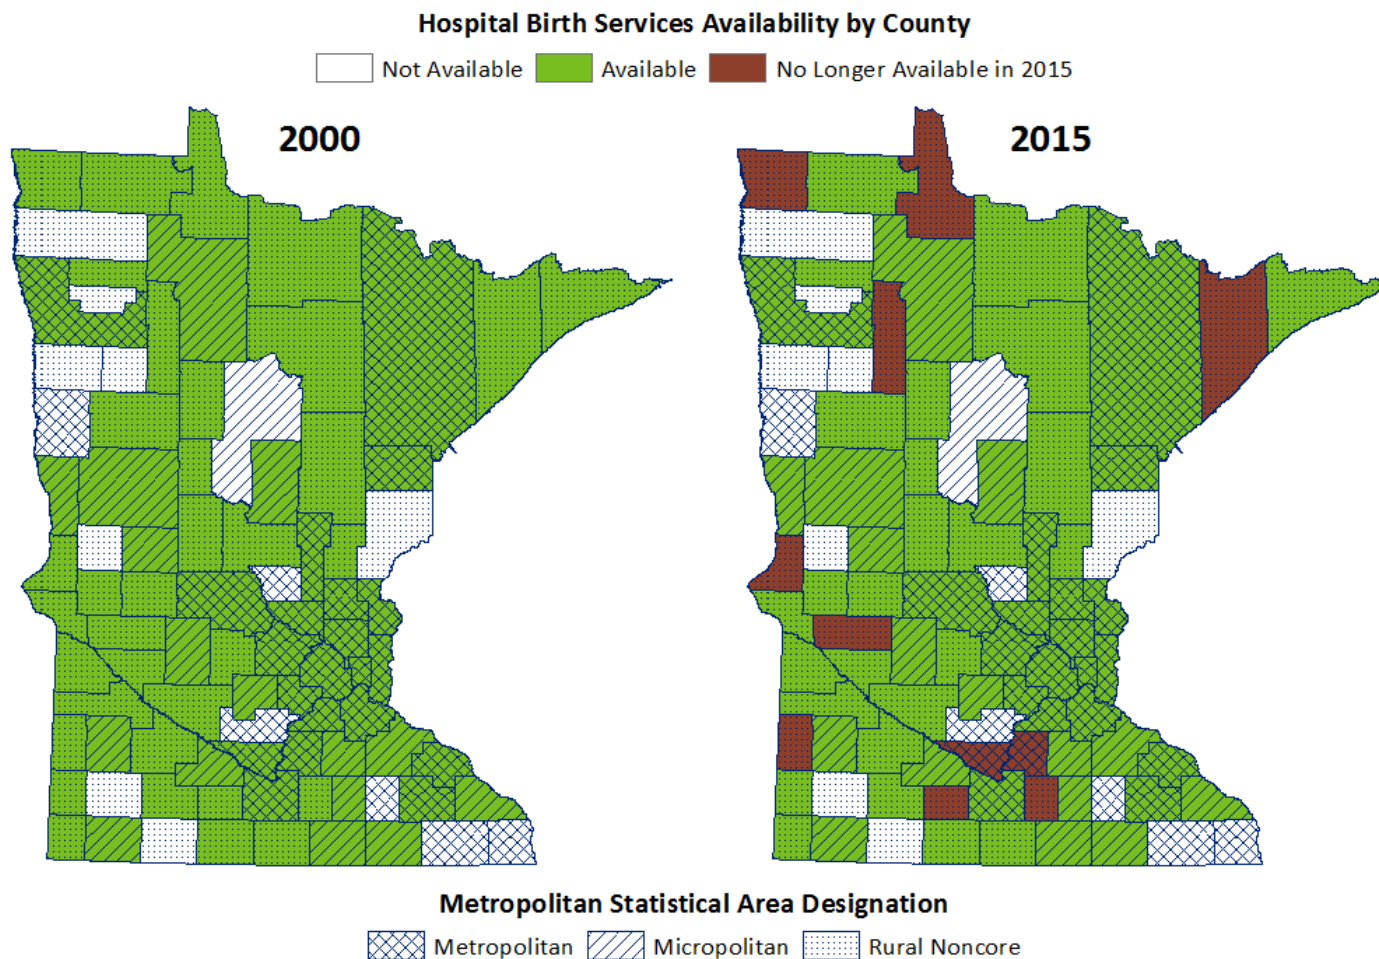 Hospital Birth Services Availability by County
Not Available Available No Longer Available in 2015
2000 2015
Metropolitan Statistical Area Designation
Metropolitan Micropolitan Rural Noncore